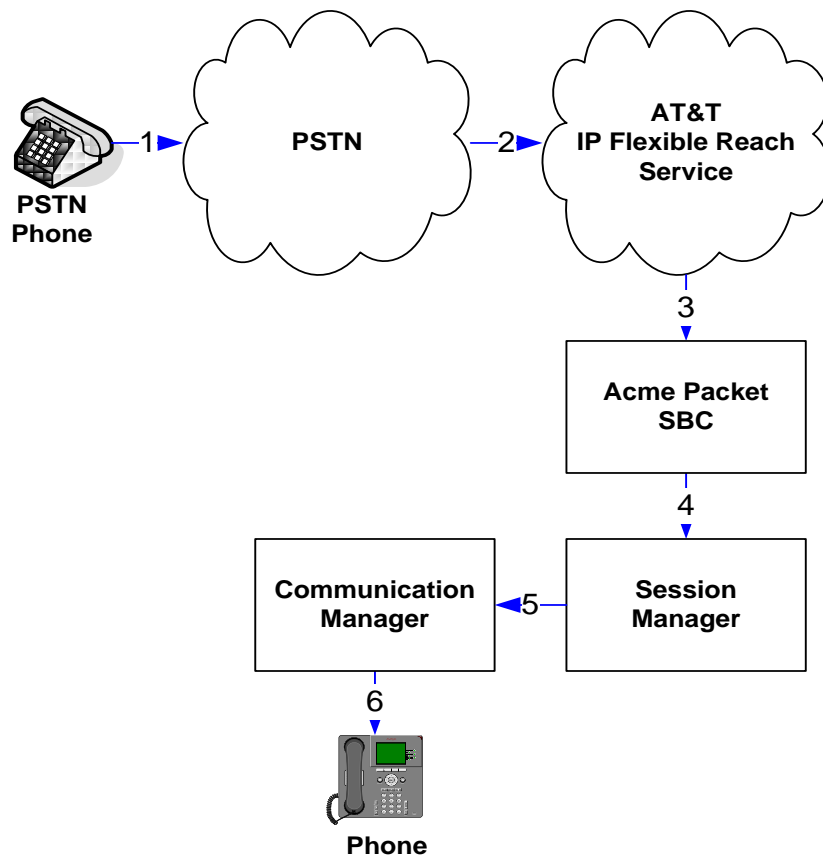 1
PSTN
2
AT&T
IP Flexible Reach
Service
PSTN
Phone
3
Acme Packet
SBC
4
Communication
Manager
5
Session
Manager
6
Phone